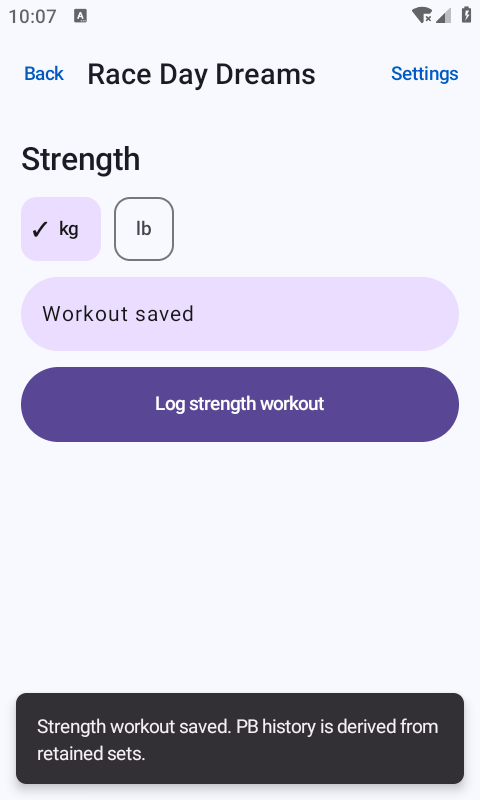 10:07
Back Race Day Dreams Settings
Strength
✓ kg lb
Workout saved
Log strength workout
Strength workout saved. PB history is derived from
retained sets.